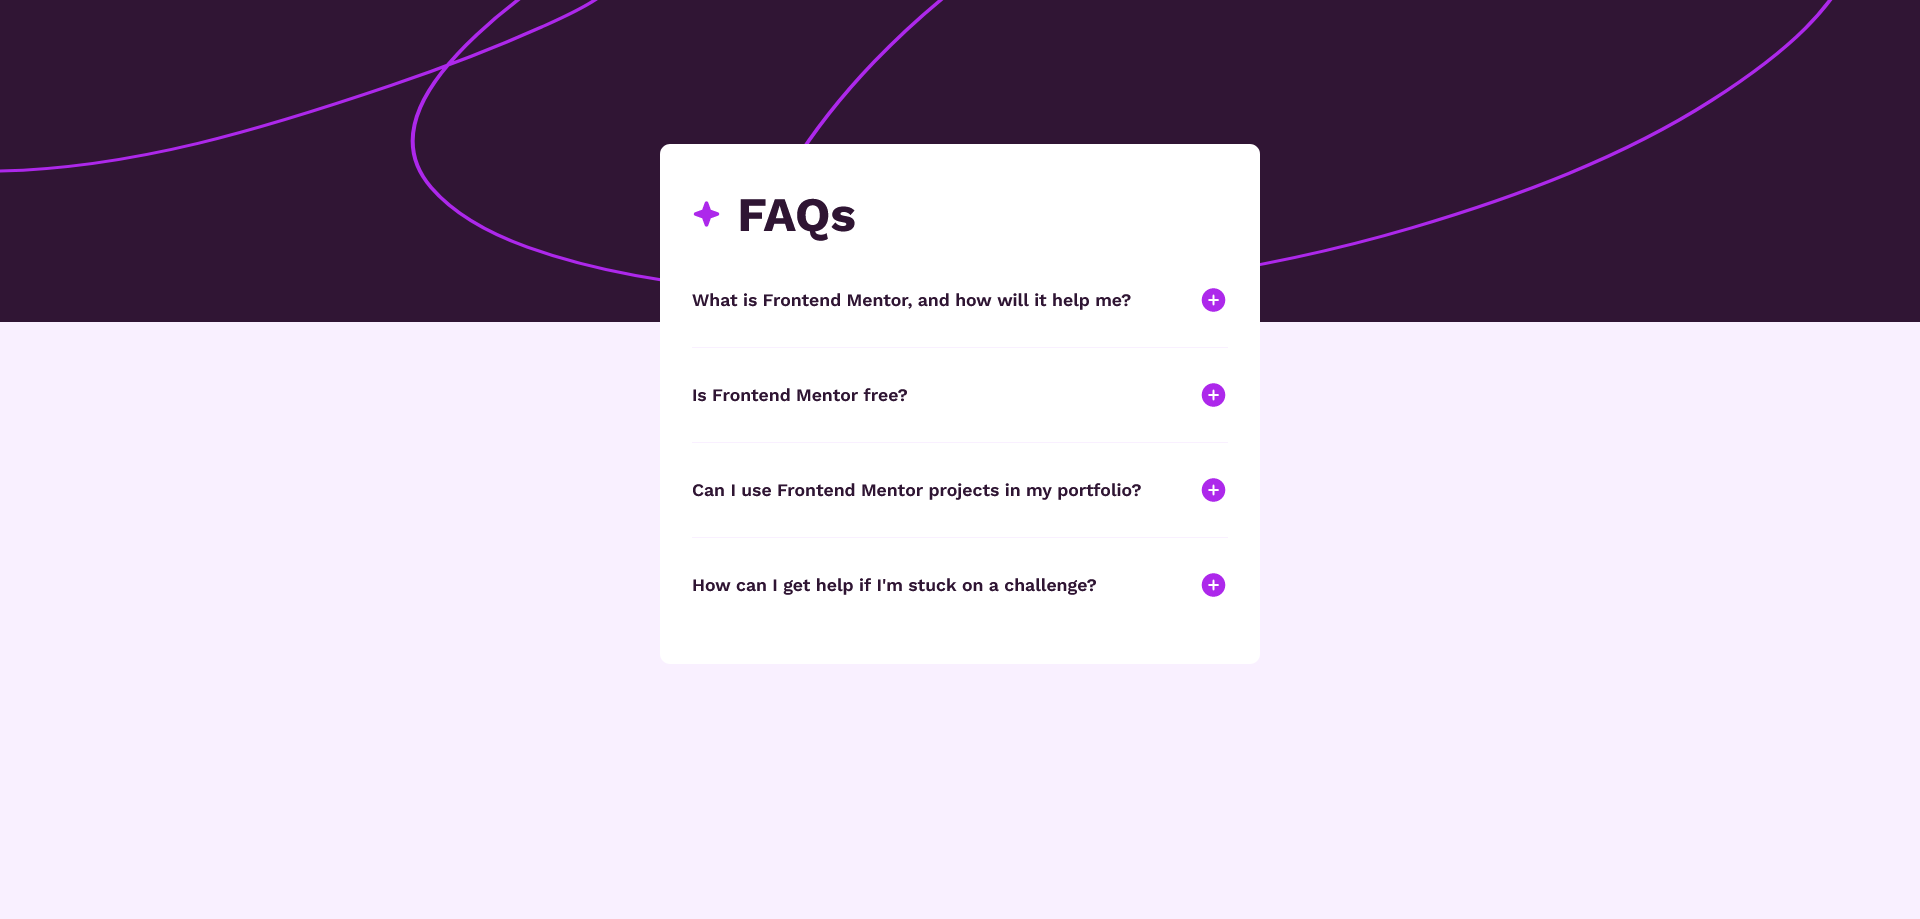 FAQs
What is Frontend Mentor, and how will it help me?
Is Frontend Mentor free?
Can I use Frontend Mentor projects in my portfolio?
How can I get help if I'm stuck on a challenge?